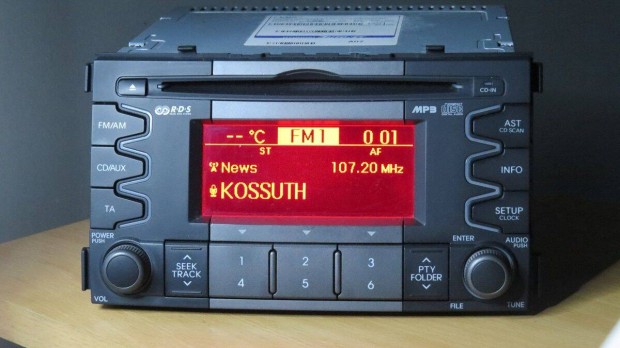 CD-IN
R·D·S
MP3
FM/AM
CD/AUX
TA
-- °C
FM1
0 01
ST
AF
News
107.20 MHz
KOSSUTH
AST
CD SCAN
INFO
SETUP
CLOCK
POWER
PUSH
VOL
SEEK
TRACK
1
2
3
4
5
6
PTY
FOLDER
ENTER
AUDIO
PUSH
FILE
TUNE